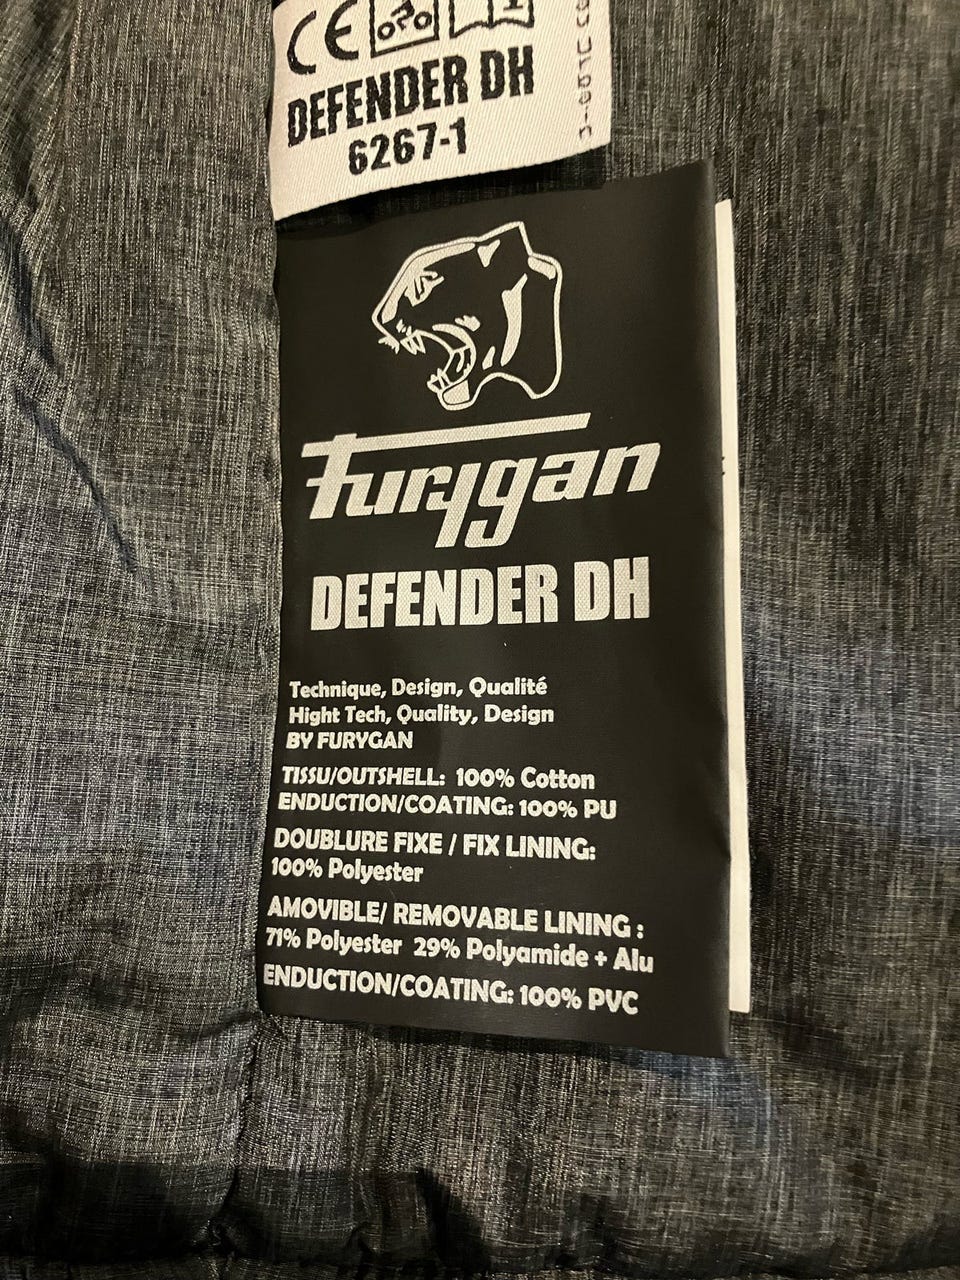 CE
DEFENDER DH
6267-1
Furygan
DEFENDER DH
Technique, Design, Qualité
Hight Tech, Quality, Design
BY FURYGAN
TISSU/OUTSHELL: 100% Cotton
ENDUCTION/COATING: 100% PU
DOUBLURE FIXE / FIX LINING:
100% Polyester
AMOVIBLE/ REMOVABLE LINING :
71% Polyester 29% Polyamide + Alu
ENDUCTION/COATING: 100% PVC